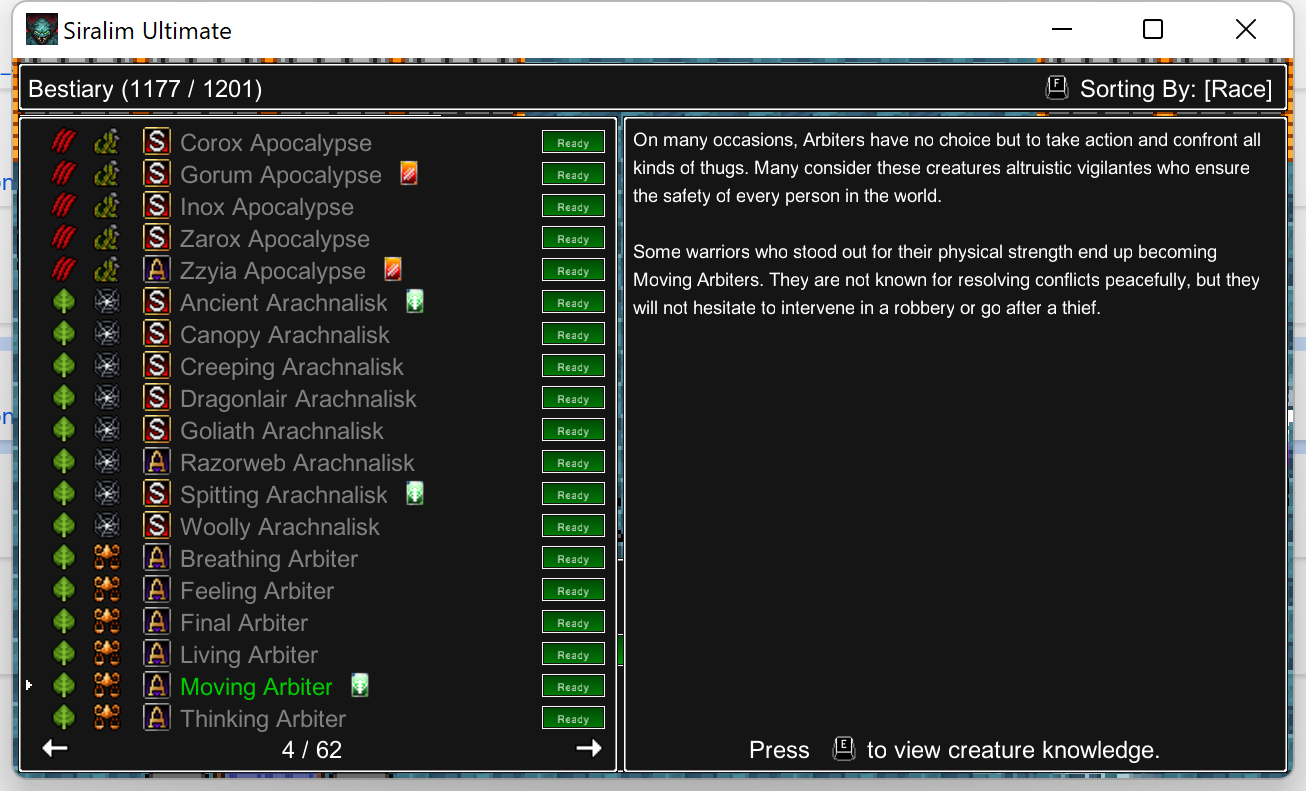 Siralim Ultimate
Bestiary (1177 / 1201)
F Sorting By: [Race]
S Corox Apocalypse Ready
S Gorum Apocalypse Ready
S Inox Apocalypse Ready
S Zarox Apocalypse Ready
A Zzyia Apocalypse Ready
S Ancient Arachnalisk Ready
S Canopy Arachnalisk Ready
S Creeping Arachnalisk Ready
S Dragonlair Arachnalisk Ready
S Goliath Arachnalisk Ready
A Razorweb Arachnalisk Ready
S Spitting Arachnalisk Ready
S Woolly Arachnalisk Ready
A Breathing Arbiter Ready
A Feeling Arbiter Ready
A Final Arbiter Ready
A Living Arbiter Ready
A Moving Arbiter Ready
A Thinking Arbiter Ready
4 / 62
On many occasions, Arbiters have no choice but to take action and confront all
kinds of thugs. Many consider these creatures altruistic vigilantes who ensure
the safety of every person in the world.
Some warriors who stood out for their physical strength end up becoming
Moving Arbiters. They are not known for resolving conflicts peacefully, but they
will not hesitate to intervene in a robbery or go after a thief.
Press E to view creature knowledge.